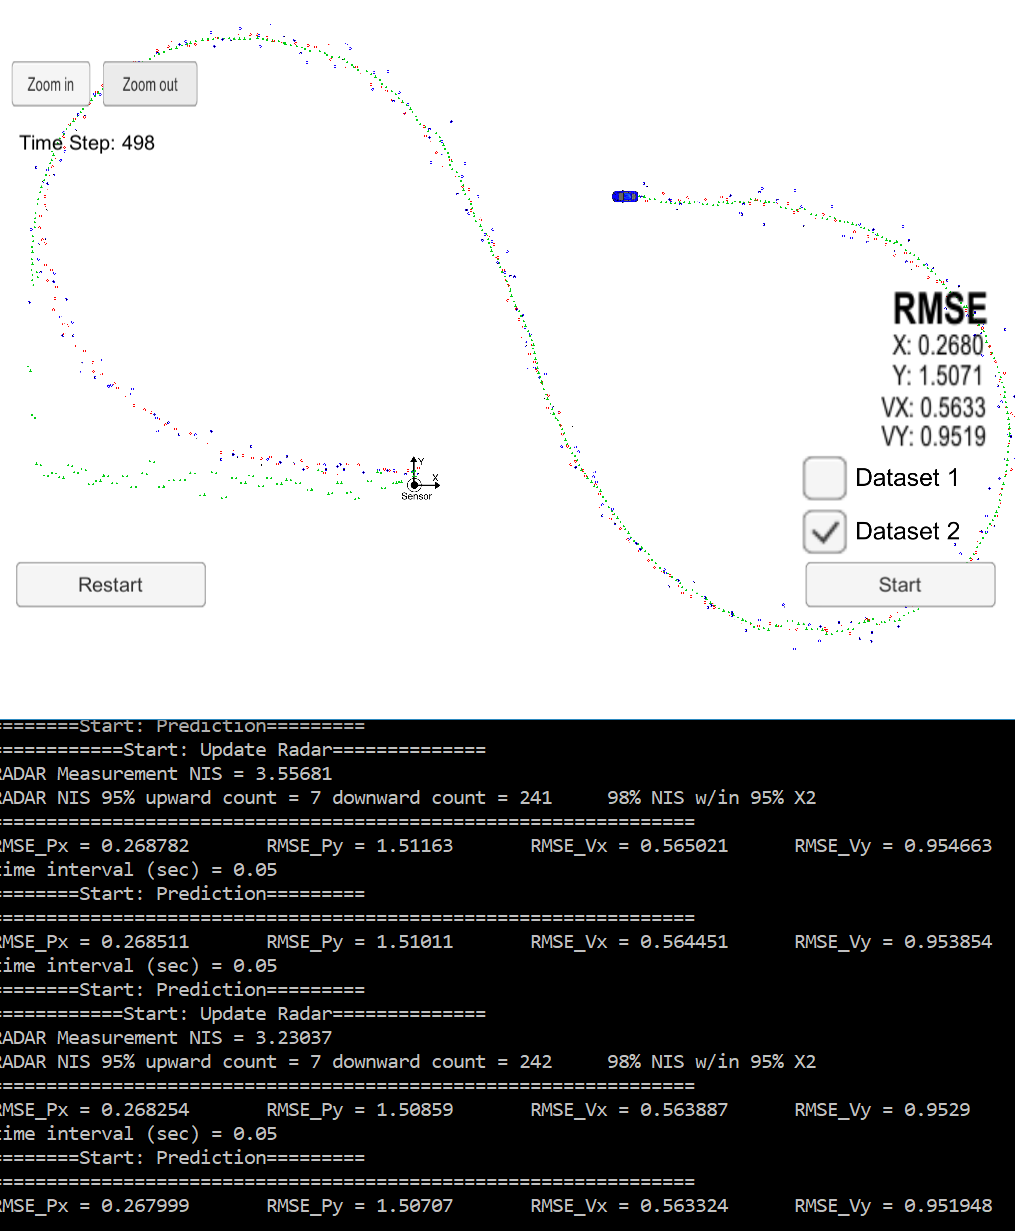 Zoom in
Zoom out
Time Step: 498
RMSE
X: 0.2680
Y: 1.5071
VX: 0.5633
VY: 0.9519
Y
X
Sensor
Dataset 1
Dataset 2
Restart
Start
========Start: Prediction=========
============Start: Update Radar==============
RADAR Measurement NIS = 3.55681
RADAR NIS 95% upward count = 7 downward count = 241 98% NIS w/in 95% X2
================================================================
RMSE_Px = 0.268782 RMSE_Py = 1.51163 RMSE_Vx = 0.565021 RMSE_Vy = 0.954663
time interval (sec) = 0.05
========Start: Prediction=========
================================================================
RMSE_Px = 0.268511 RMSE_Py = 1.51011 RMSE_Vx = 0.564451 RMSE_Vy = 0.953854
time interval (sec) = 0.05
========Start: Prediction=========
============Start: Update Radar==============
RADAR Measurement NIS = 3.23037
RADAR NIS 95% upward count = 7 downward count = 242 98% NIS w/in 95% X2
================================================================
RMSE_Px = 0.268254 RMSE_Py = 1.50859 RMSE_Vx = 0.563887 RMSE_Vy = 0.9529
time interval (sec) = 0.05
========Start: Prediction=========
================================================================
RMSE_Px = 0.267999 RMSE_Py = 1.50707 RMSE_Vx = 0.563324 RMSE_Vy = 0.951948